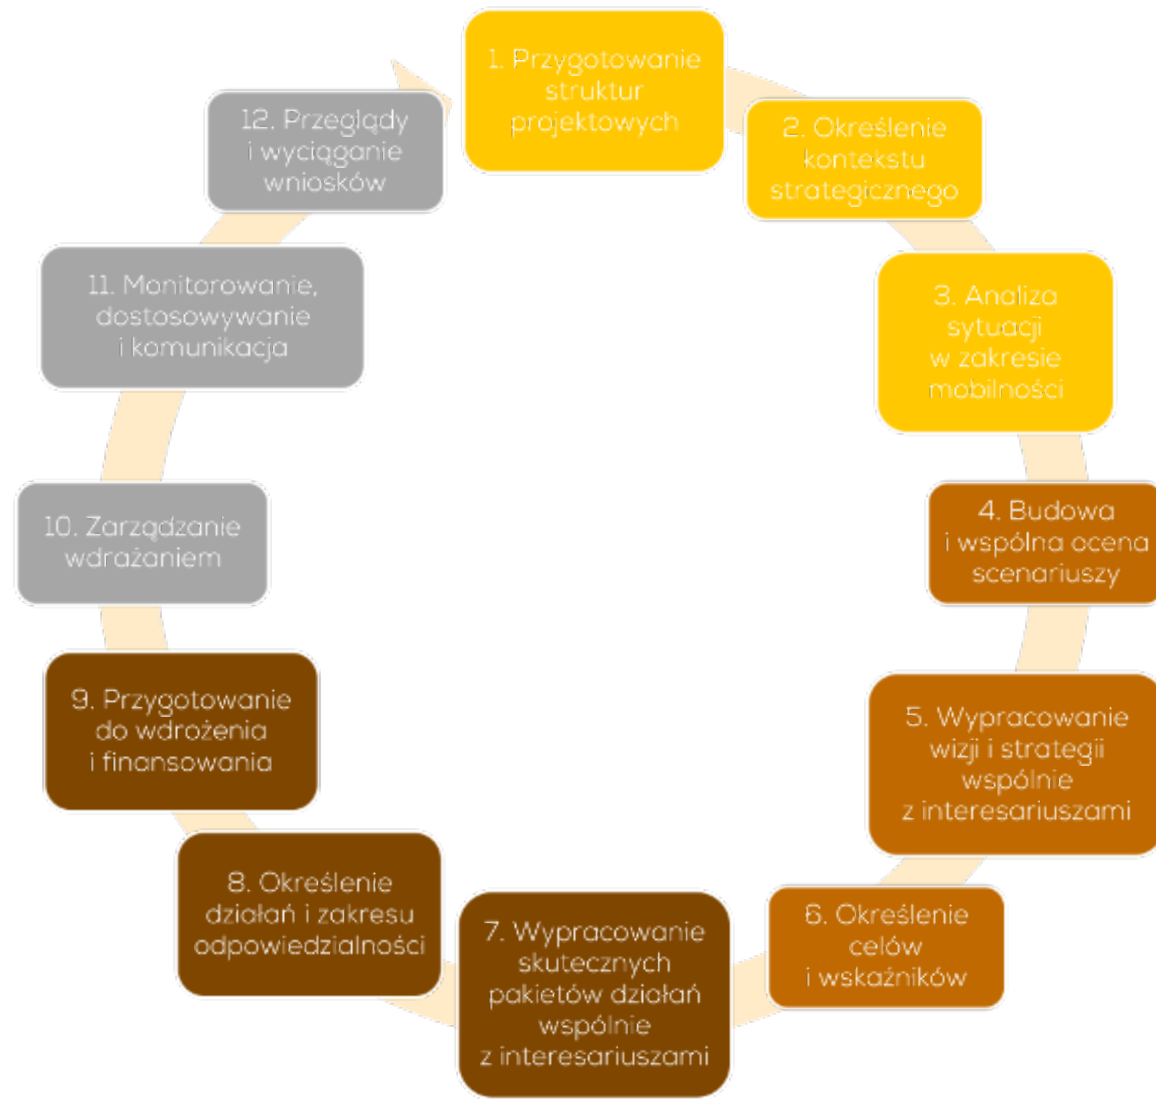 1. Przygotowanie
struktur
projektowych
2. Określenie
kontekstu
strategicznego
3. Analiza
sytuacji
w zakresie
mobilności
4. Budowa
i wspólna ocena
scenariuszy
5. Wypracowanie
wizji i strategii
wspólnie
z interesariuszami
6. Określenie
celów
i wskaźników
7. Wypracowanie
skutecznych
pakietów działań
wspólnie
z interesariuszami
8. Określenie
działań i zakresu
odpowiedzialności
9. Przygotowanie
do wdrożenia
i finansowania
10. Zarządzanie
wdrażaniem
11. Monitorowanie,
dostosowywanie
i komunikacja
12. Przeglądy
i wyciąganie
wniosków